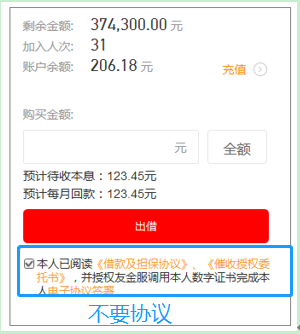 剩余金额: 374,300.00 元
加入人次: 31
账户余额: 206.18 元 充值
购买金额:
元 全额
预计待收本息: 123.45元
预计每月回款: 123.45元
出借
本人已阅读《借款及担保协议》、《催收授权委
托书》，并授权友金服调用本人数字证书完成本
人电子协议签署
不要协议